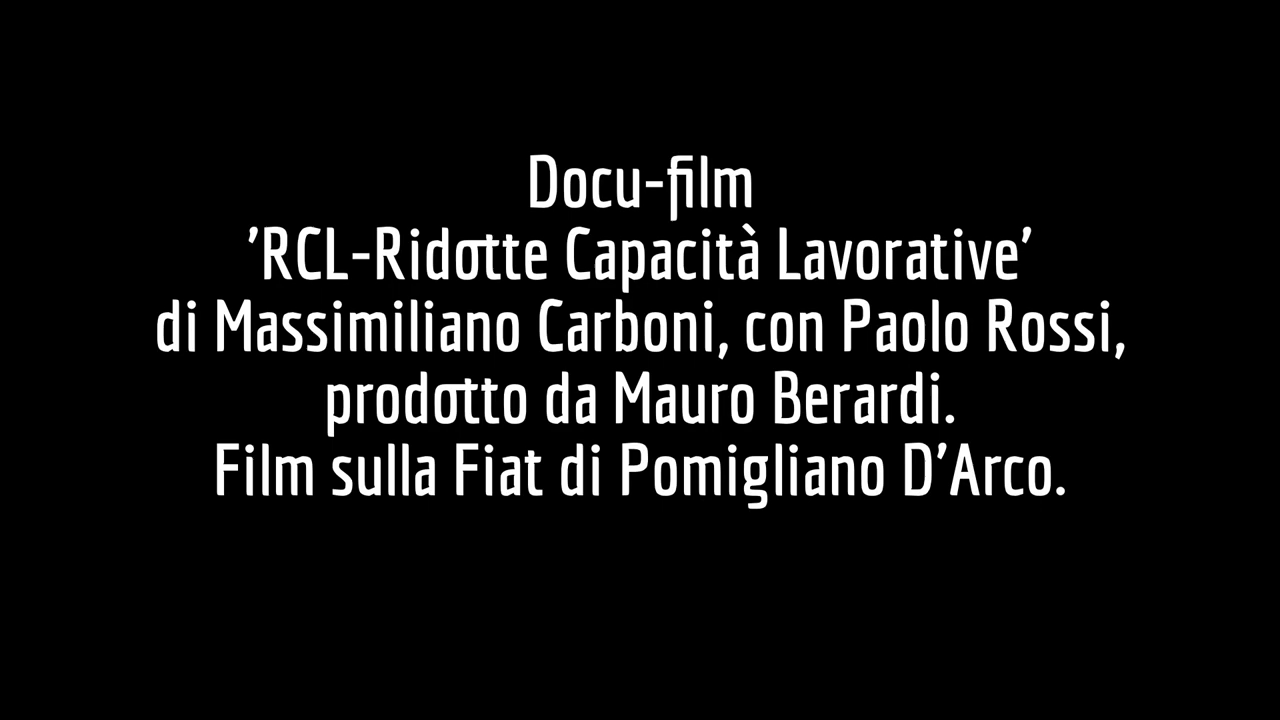 Docu-film
'RCL-Ridotte Capacità Lavorative'
di Massimiliano Carboni, con Paolo Rossi,
prodotto da Mauro Berardi.
Film sulla Fiat di Pomigliano D'Arco.